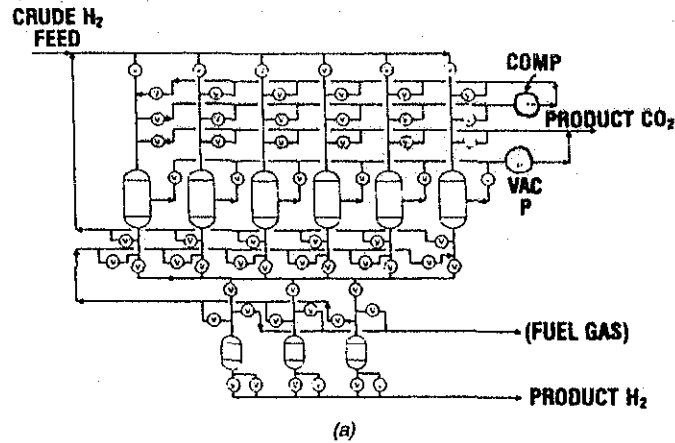 CRUDE H₂
FEED
COMP
PRODUCT CO₂
VAC
P
(FUEL GAS)
PRODUCT H₂
(a)